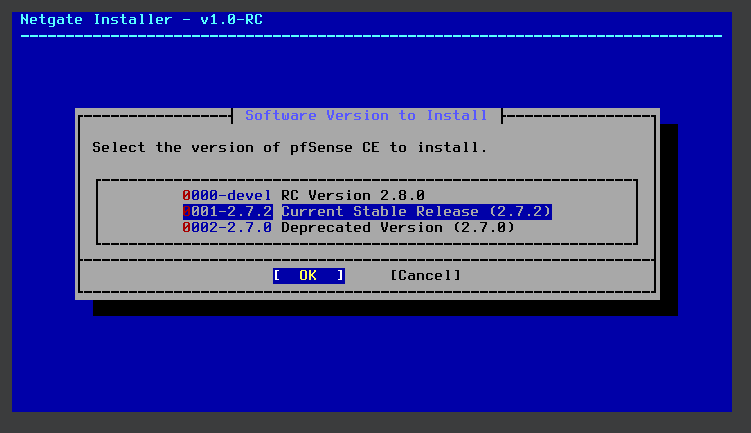 Netgate Installer - v1.0-RC
Software Version to Install
Select the version of pfSense CE to install.
0000-devel RC Version 2.8.0
0001-2.7.2 Current Stable Release (2.7.2)
0002-2.7.0 Deprecated Version (2.7.0)
[ OK ] [Cancel]